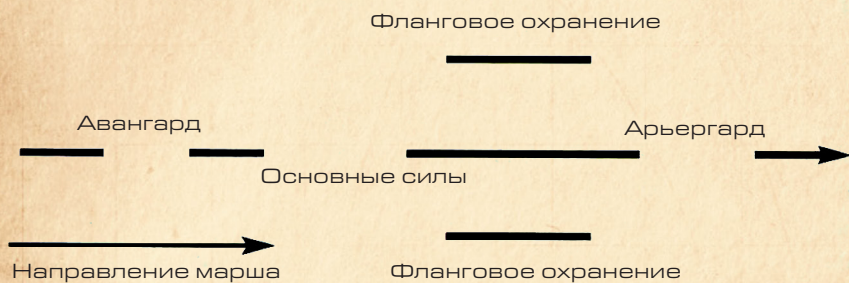 Фланговое охранение
Авангард
Арьергард
Основные силы
Направление марша
Фланговое охранение